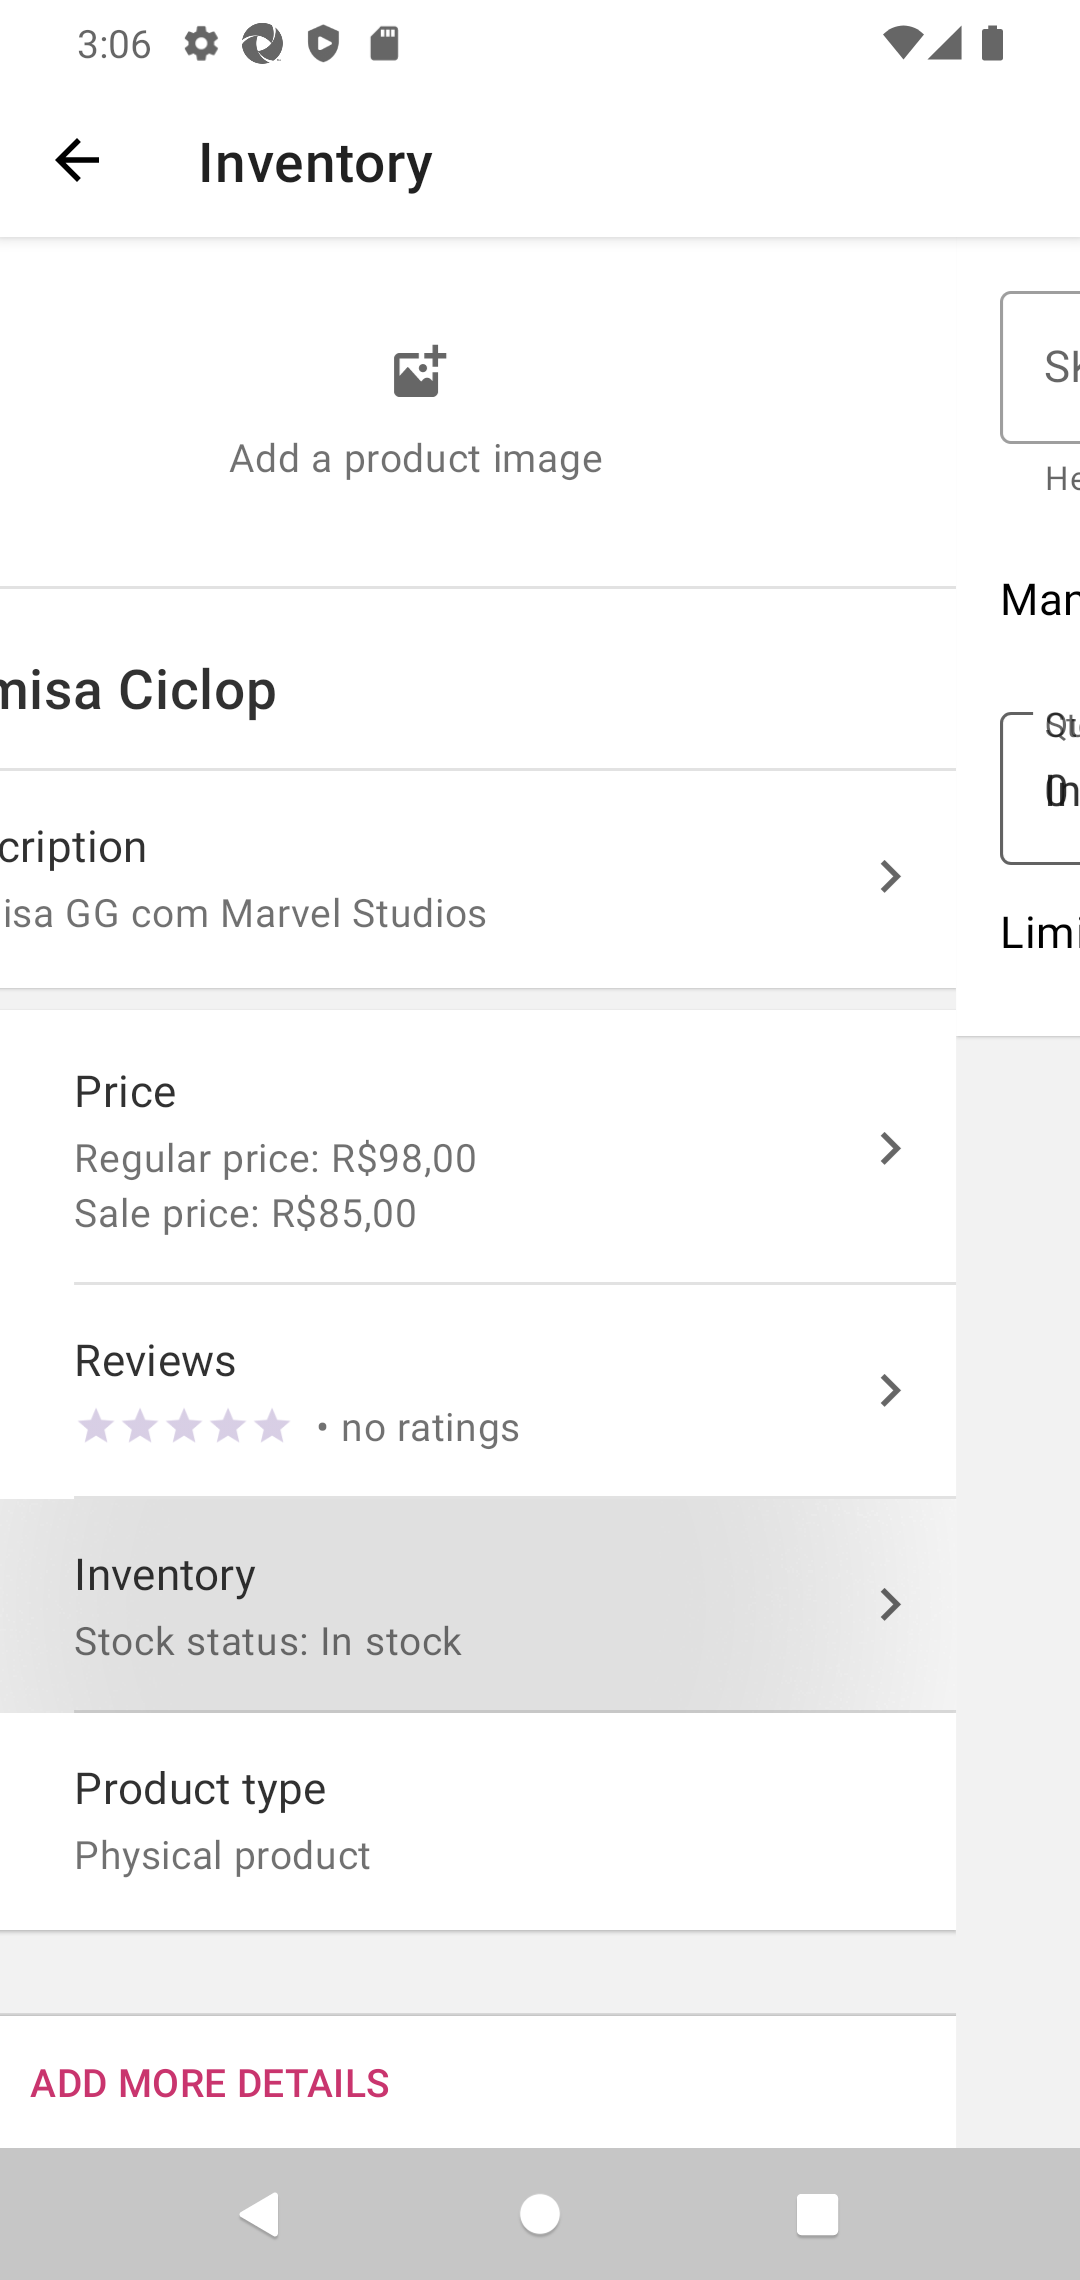 3:06
Inventory
Add a product image
misa Ciclop
cription
isa GG com Marvel Studios
Price
Regular price: R$98,00
Sale price: R$85,00
Reviews
• no ratings
Inventory
Stock status: In stock
Product type
Physical product
ADD MORE DETAILS
SK
He
Man
Limi